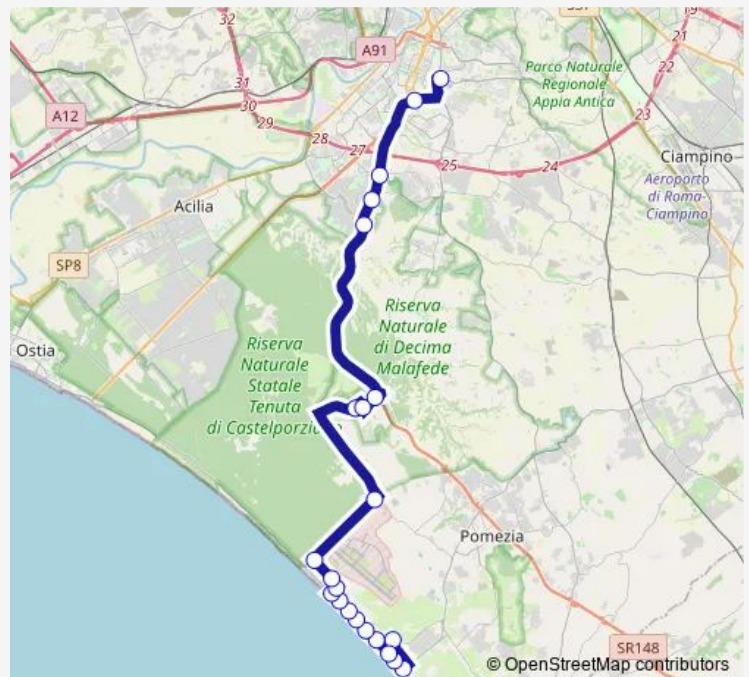 32
A91
19
21
Parco Naturale
Regionale
Appia Antica
22
31
A12
30
29
23
28
27
25
24
Ciampino
Aeroporto
di Roma-
Ciampino
Acilia
SP8
Riserva
Naturale
di Decima
Malafede
Ostia
Riserva
Naturale
Statale
Tenuta
di Castelporzia
Pomezia
SR148
© OpenStreetMap contributors